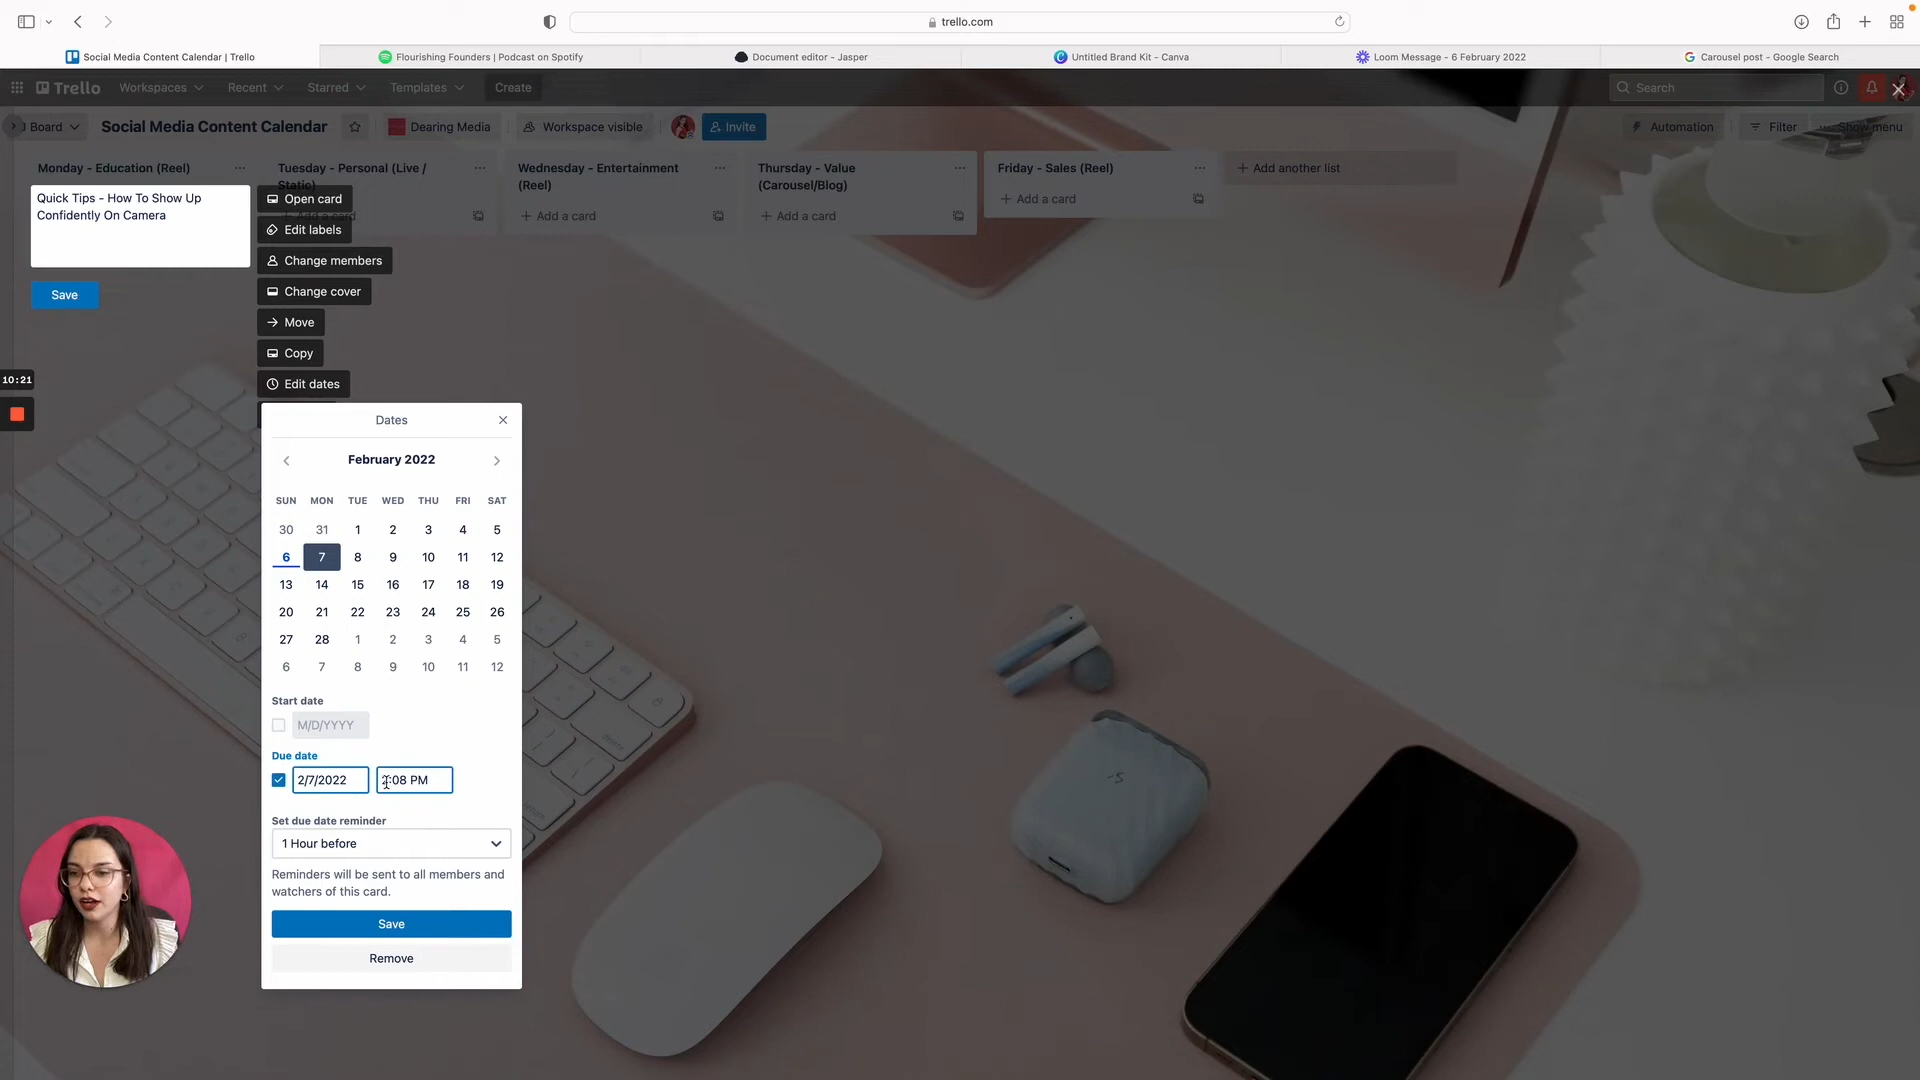 trello.com
Social Media Content Calendar | Trello
Flourishing Founders | Podcast on Spotify
Document editor - Jasper
Untitled Brand Kit - Canva
Loom Message - 6 February 2022
Carousel post - Google Search
Trello
Workspaces
Recent
Starred
Templates
Create
Search
Board
Social Media Content Calendar
Dearing Media
Workspace visible
Invite
Automation
Filter
Show menu
Monday - Education (Reel)
Quick Tips - How To Show Up
Confidently On Camera
Save
Tuesday - Personal (Live /
Static)
Add a card
Wednesday - Entertainment
(Reel)
+ Add a card
Thursday - Value
(Carousel/Blog)
+ Add a card
Friday - Sales (Reel)
+ Add a card
+ Add another list
Open card
Edit labels
Change members
Change cover
Move
Copy
Edit dates
10:21
Dates
February 2022
SUN MON TUE WED THU FRI SAT
30 31 1 2 3 4 5
6 7 8 9 10 11 12
13 14 15 16 17 18 19
20 21 22 23 24 25 26
27 28 1 2 3 4 5
6 7 8 9 10 11 12
Start date
M/D/YYYY
Due date
2/7/2022
:08 PM
Set due date reminder
1 Hour before
Reminders will be sent to all members and
watchers of this card.
Save
Remove